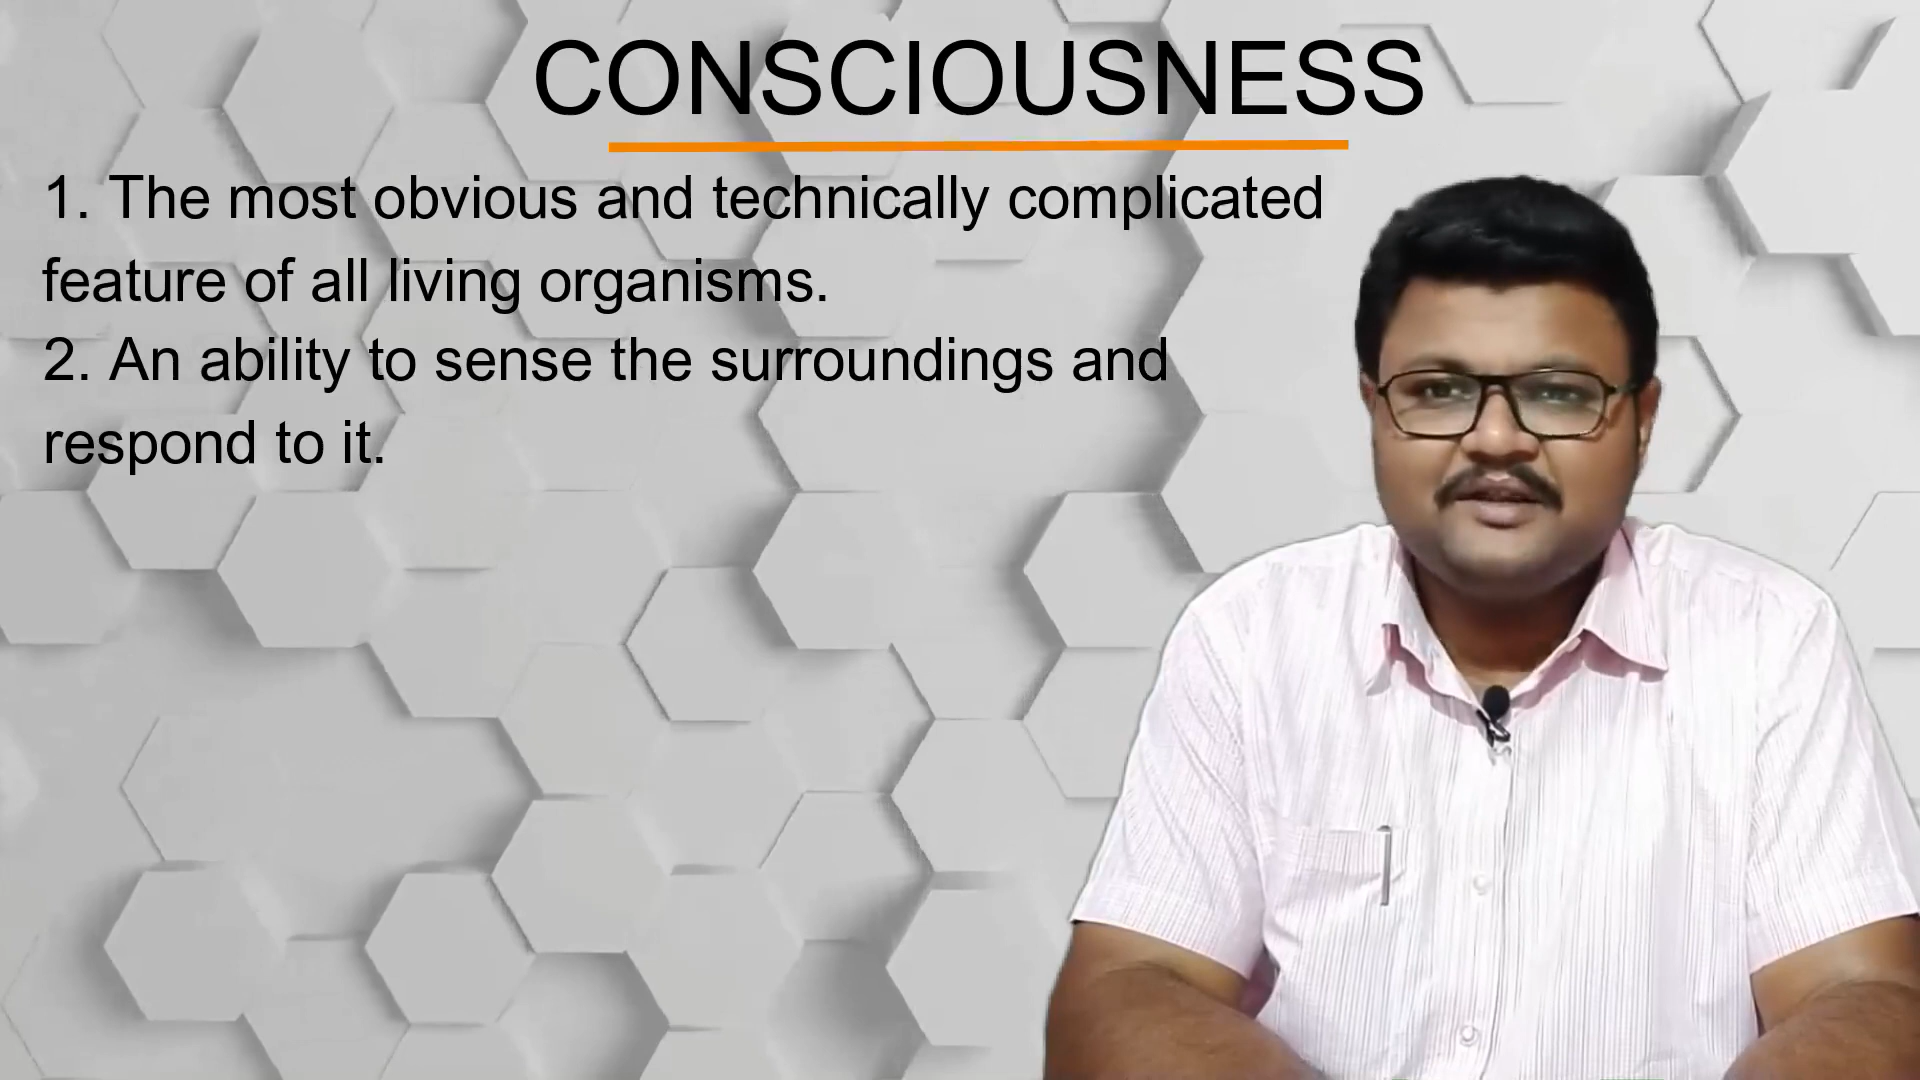 CONSCIOUSNESS
1. The most obvious and technically complicated
feature of all living organisms.
2. An ability to sense the surroundings and
respond to it.